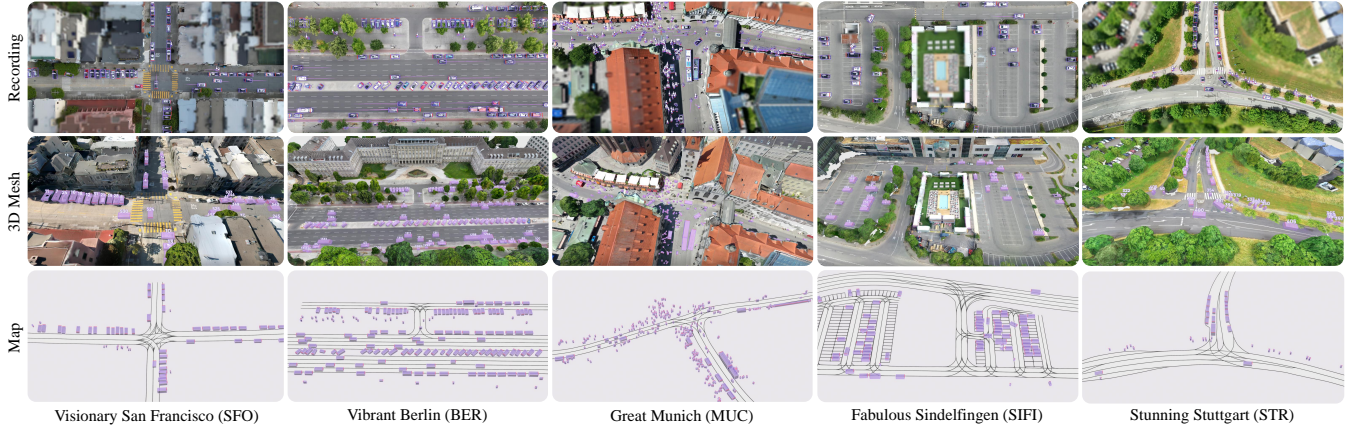 Recording
3D Mesh
Map
Visionary San Francisco (SFO)
Vibrant Berlin (BER)
Great Munich (MUC)
Fabulous Sindelfingen (SIFI)
Stunning Stuttgart (STR)